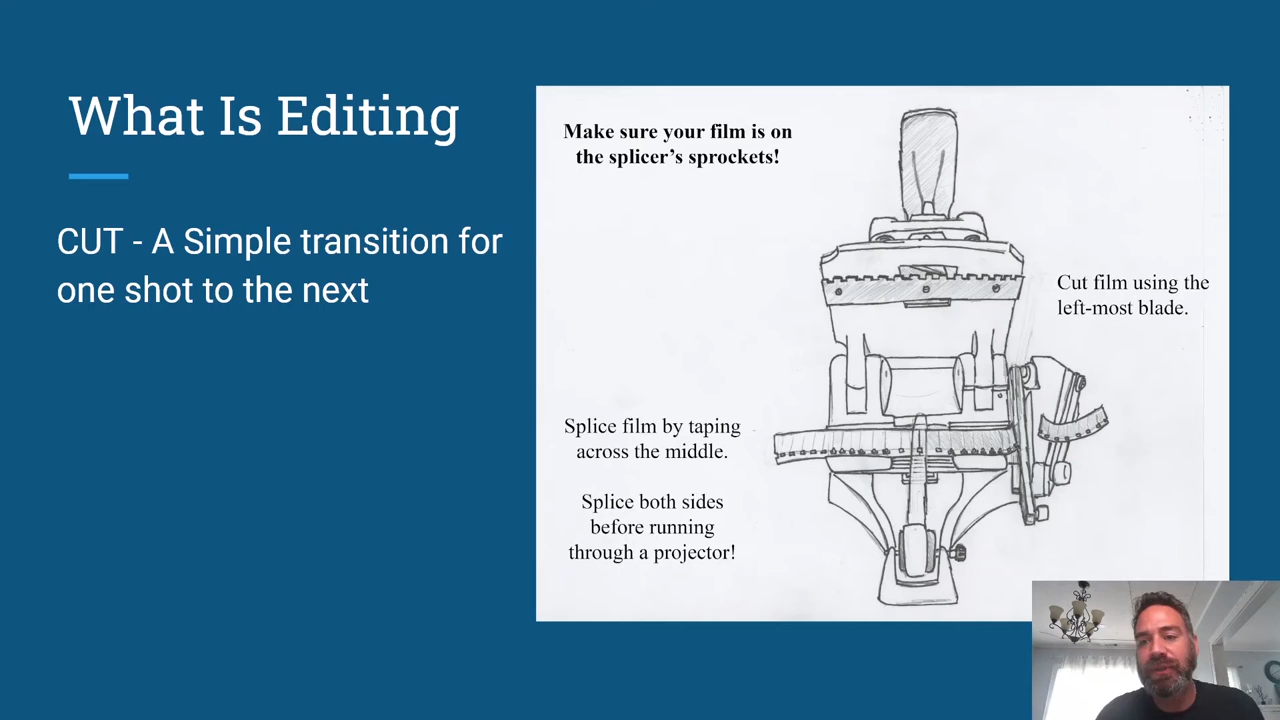 What Is Editing
CUT - A Simple transition for
one shot to the next
Make sure your film is on
the splicer's sprockets!
Cut film using the
left-most blade.
Splice film by taping
across the middle.
Splice both sides
before running
through a projector!